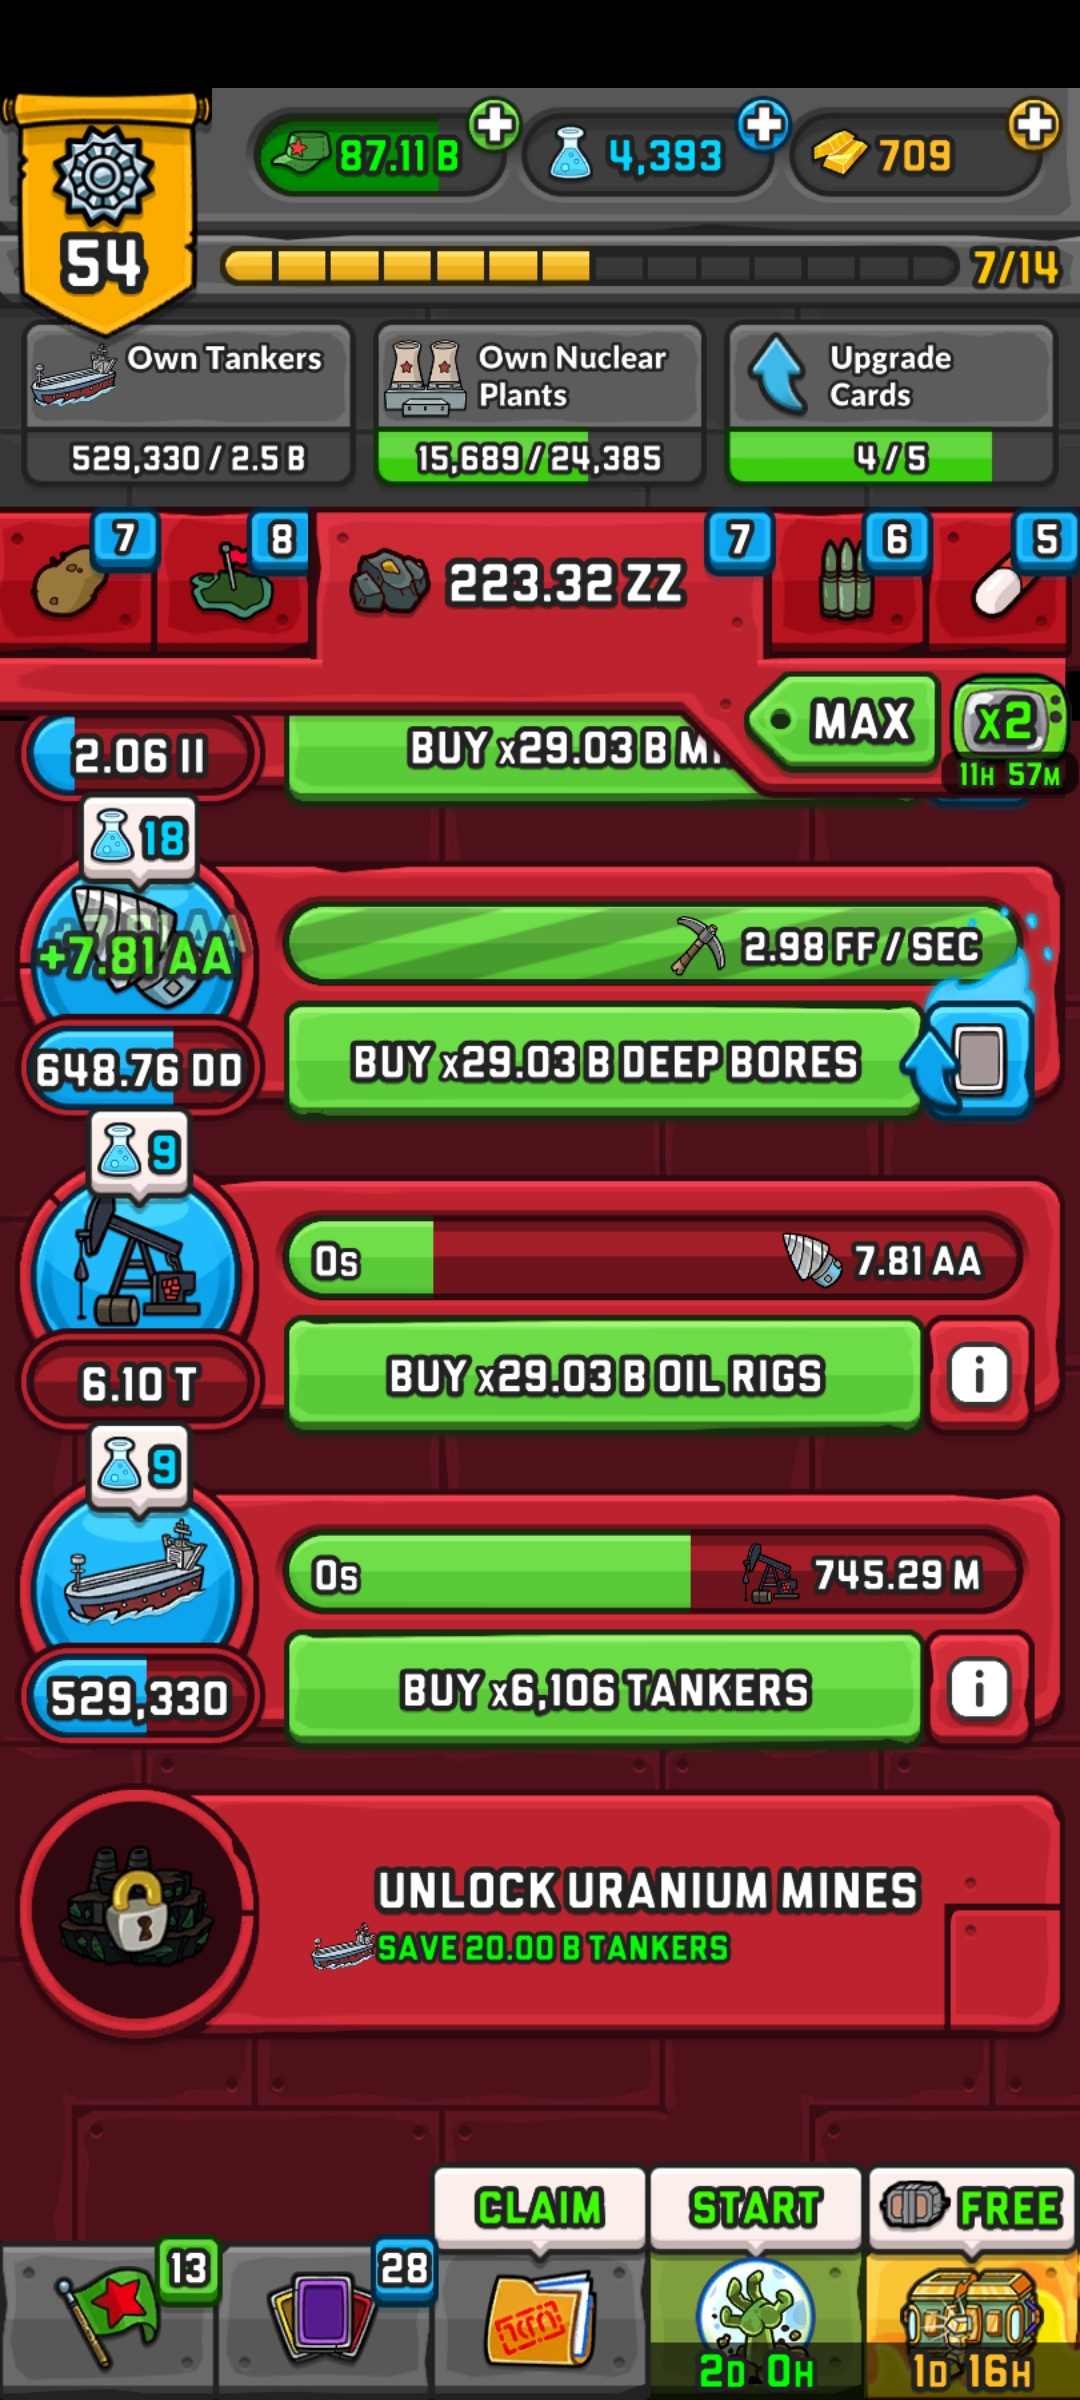 87.11 B
4,393
709
54
7/14
Own Tankers
529,330 / 2.5 B
Own Nuclear
Plants
15,689 / 24,385
Upgrade
Cards
4 / 5
7
8
223.32 ZZ
7
6
5
MAX
x2
11H 57M
2.06 II
BUY x29.03 B M
18
+7.81 AA
2.98 FF / SEC
648.76 DD
BUY x29.03 B DEEP BORES
9
0s
7.81 AA
6.10 T
BUY x29.03 B OIL RIGS
i
9
0s
745.29 M
529,330
BUY x6,106 TANKERS
i
UNLOCK URANIUM MINES
SAVE 20.00 B TANKERS
CLAIM
START
FREE
13
28
2D 0H
1D 16H